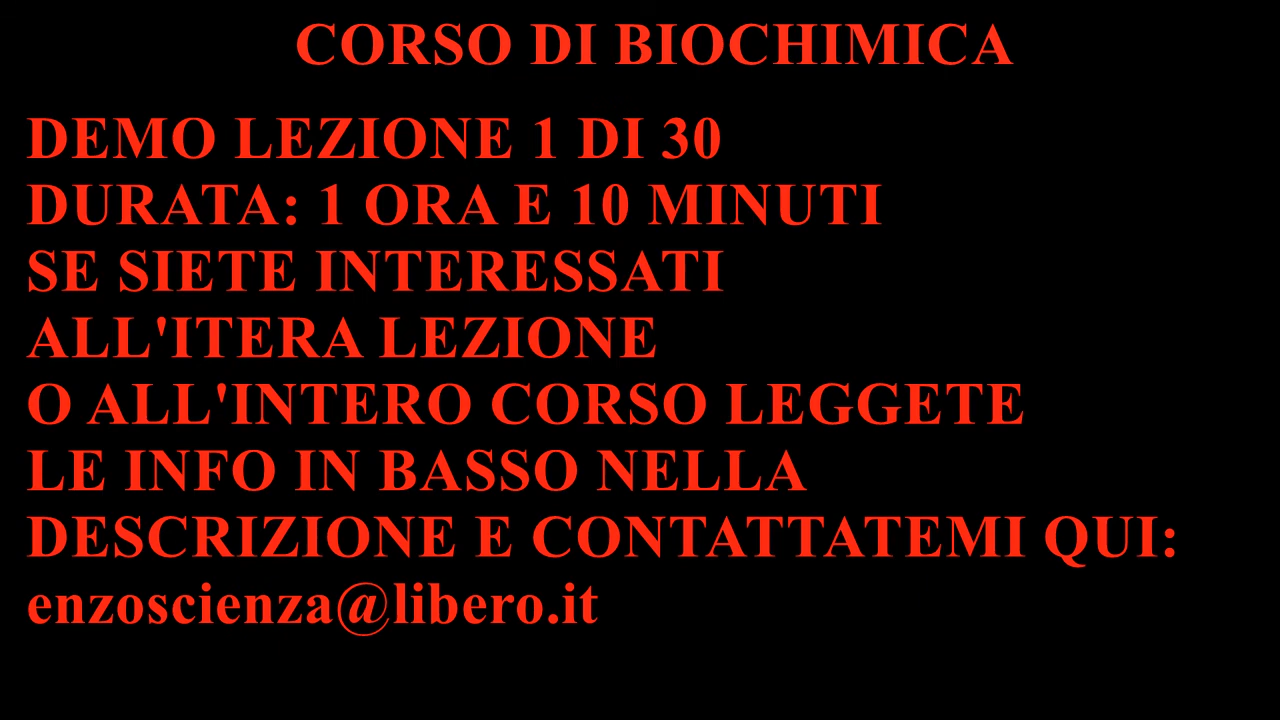 CORSO DI BIOCHIMICA
DEMO LEZIONE 1 DI 30
DURATA: 1 ORA E 10 MINUTI
SE SIETE INTERESSATI
ALL'ITERA LEZIONE
O ALL'INTERO CORSO LEGGETE
LE INFO IN BASSO NELLA
DESCRIZIONE E CONTATTATEMI QUI:
enzoscienza@libero.it